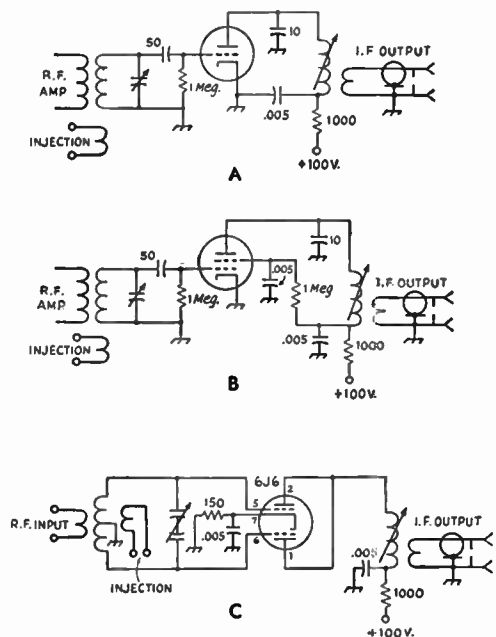 50
10
R.F.
AMP
1 Meg.
I.F. OUTPUT
.005
1000
INJECTION
+100V.
A
50
10
R.F.
AMP
1 Meg.
.005
1 Meg
I.F. OUTPUT
.005
1000
INJECTION
+100V.
B
6J6
R.F. INPUT
150
.005
5
7
6
2
1
I.F. OUTPUT
.005
1000
INJECTION
+100V.
C